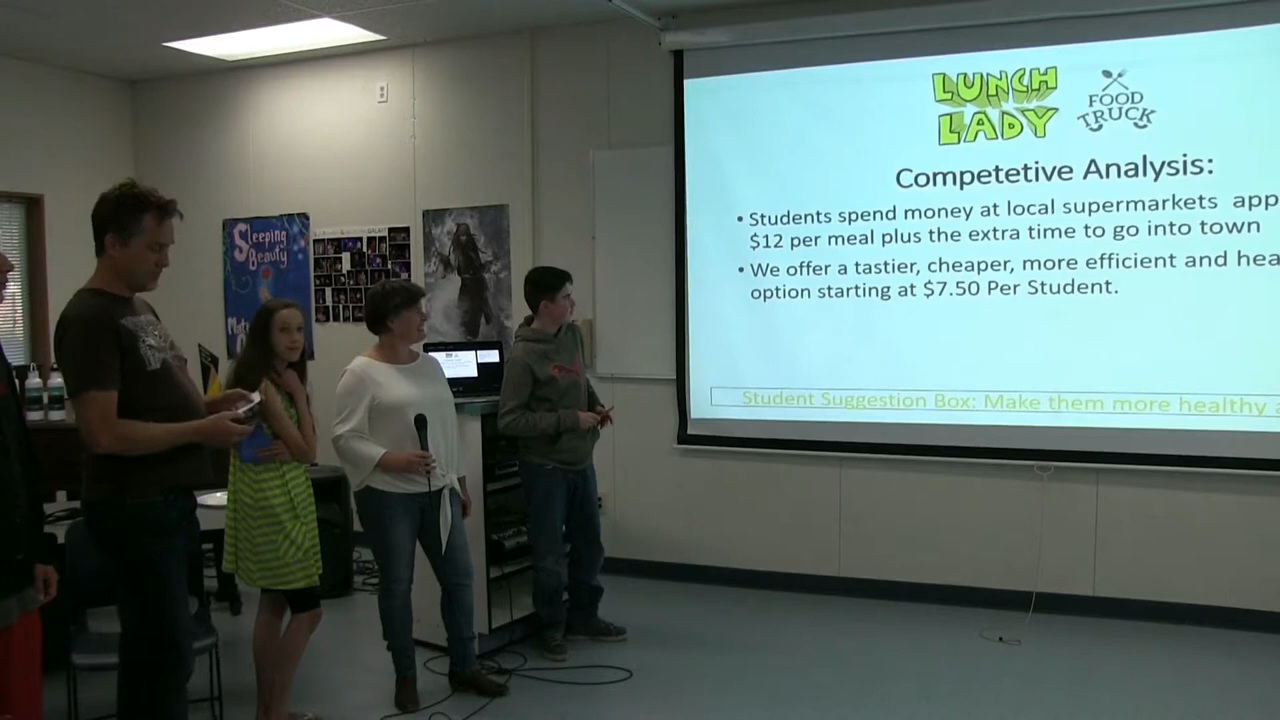 LUNCH
LADY
FOOD
TRUCK
Competetive Analysis:
• Students spend money at local supermarkets app
$12 per meal plus the extra time to go into town
• We offer a tastier, cheaper, more efficient and hea
option starting at $7.50 Per Student.
Student Suggestion Box: Make them more healthy
Sleeping
Beauty